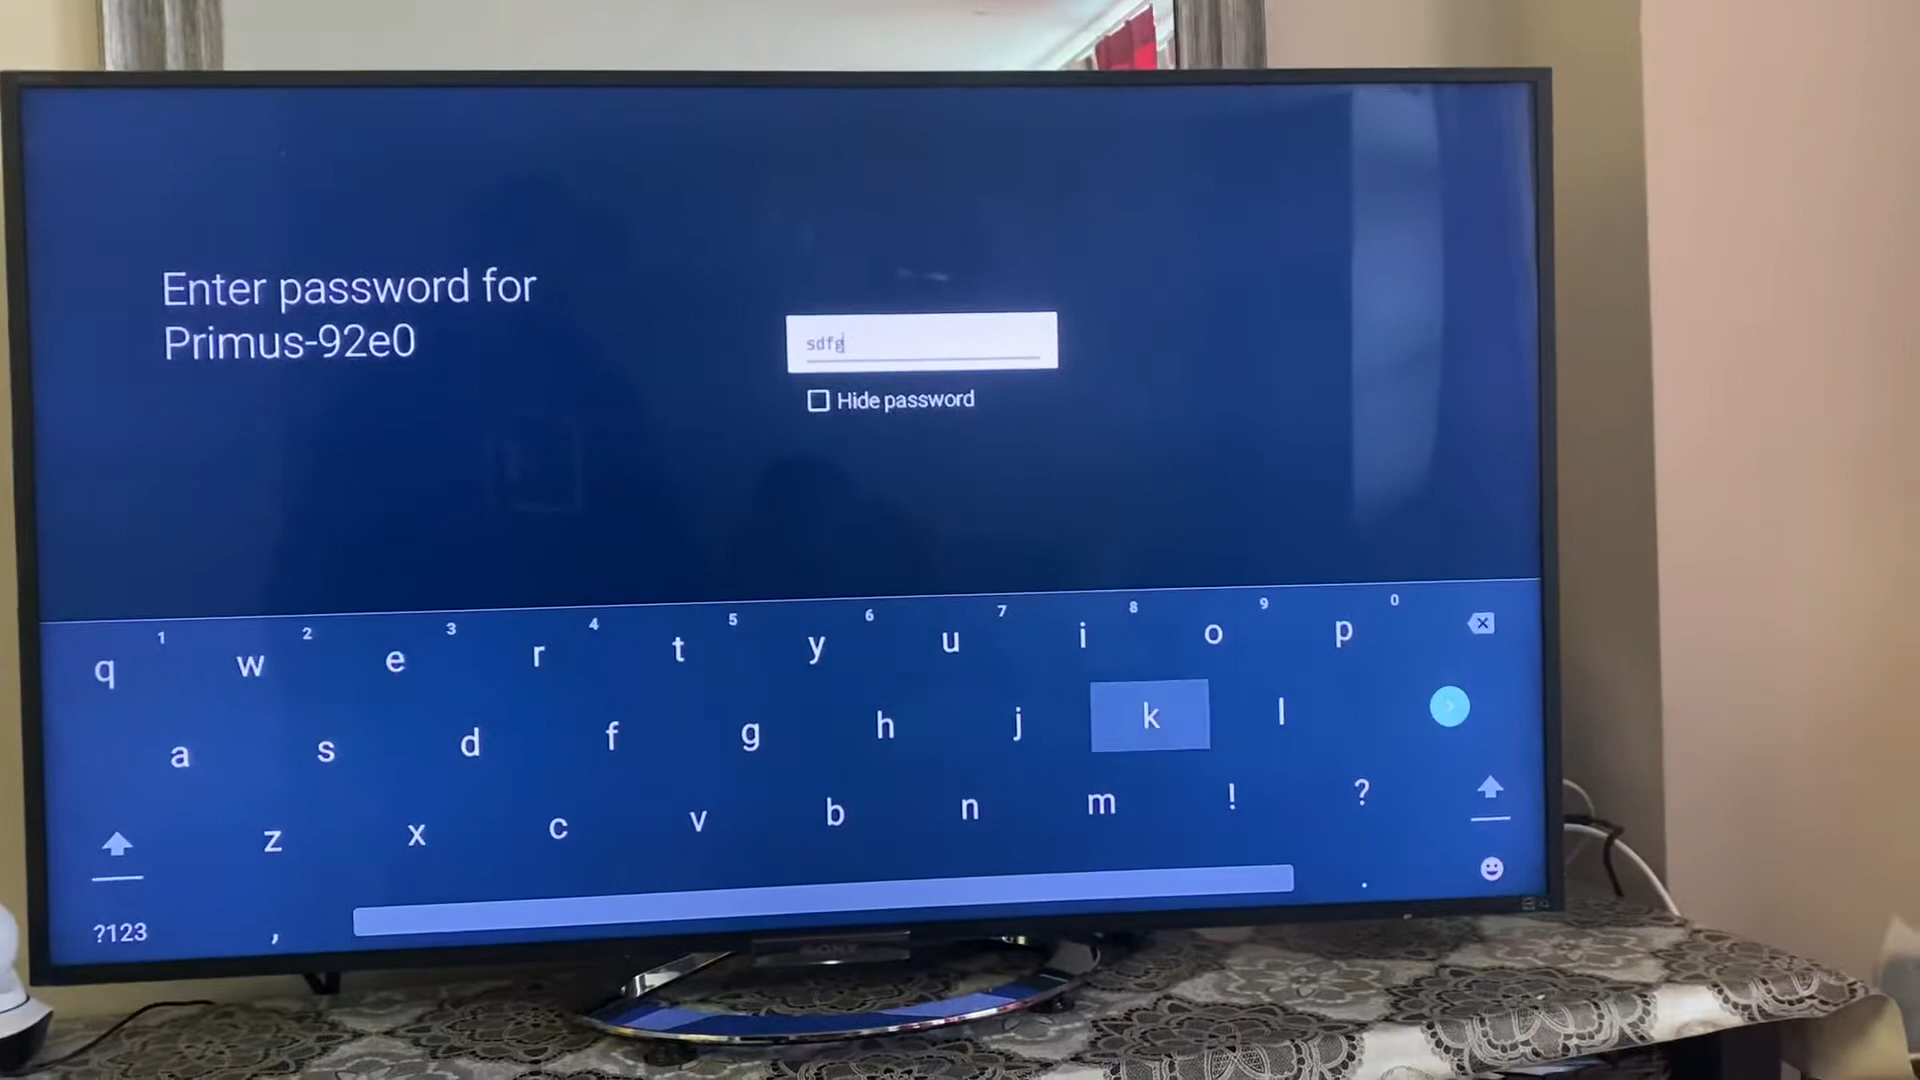 Enter password for
Primus-92e0
sdfg
Hide password
1 2 3 4 5 6 7 8 9 0
q w e r t y u i o p
a s d f g h j k l
z x c v b n m ! ?
?123 , .
SONY